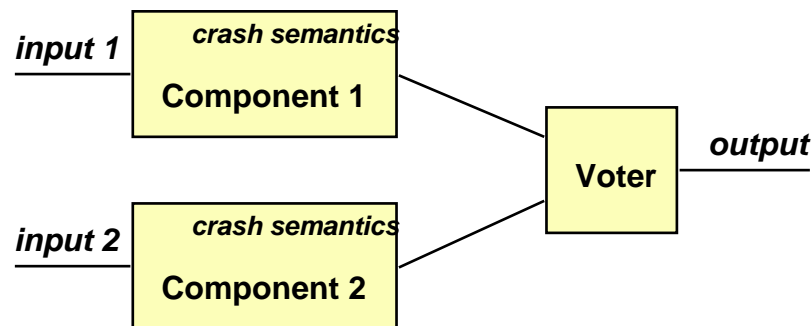 input 1
crash semantics
Component 1
Voter
output
input 2
crash semantics
Component 2